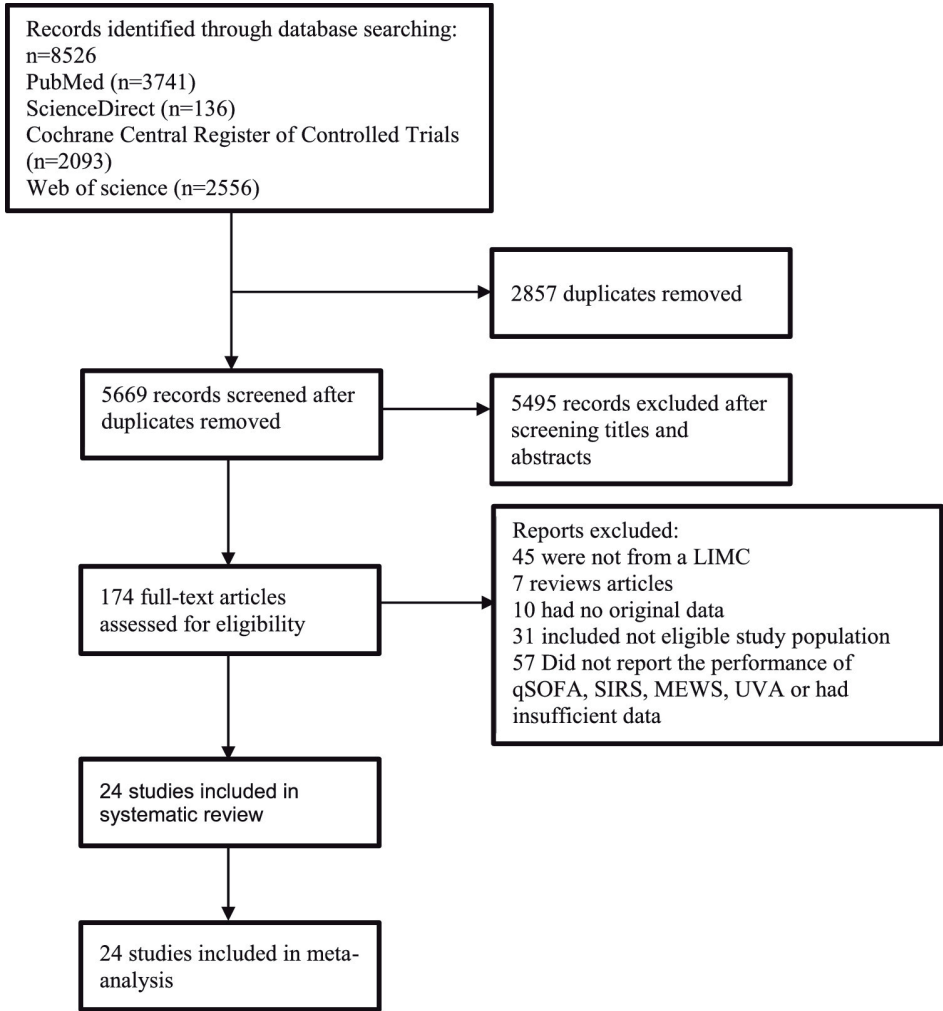 Records identified through database searching:
n=8526
PubMed (n=3741)
ScienceDirect (n=136)
Cochrane Central Register of Controlled Trials
(n=2093)
Web of science (n=2556)
2857 duplicates removed
5669 records screened after
duplicates removed
5495 records excluded after
screening titles and
abstracts
174 full-text articles
assessed for eligibility
Reports excluded:
45 were not from a LIMC
7 reviews articles
10 had no original data
31 included not eligible study population
57 Did not report the performance of
qSOFA, SIRS, MEWS, UVA or had
insufficient data
24 studies included in
systematic review
24 studies included in meta-
analysis